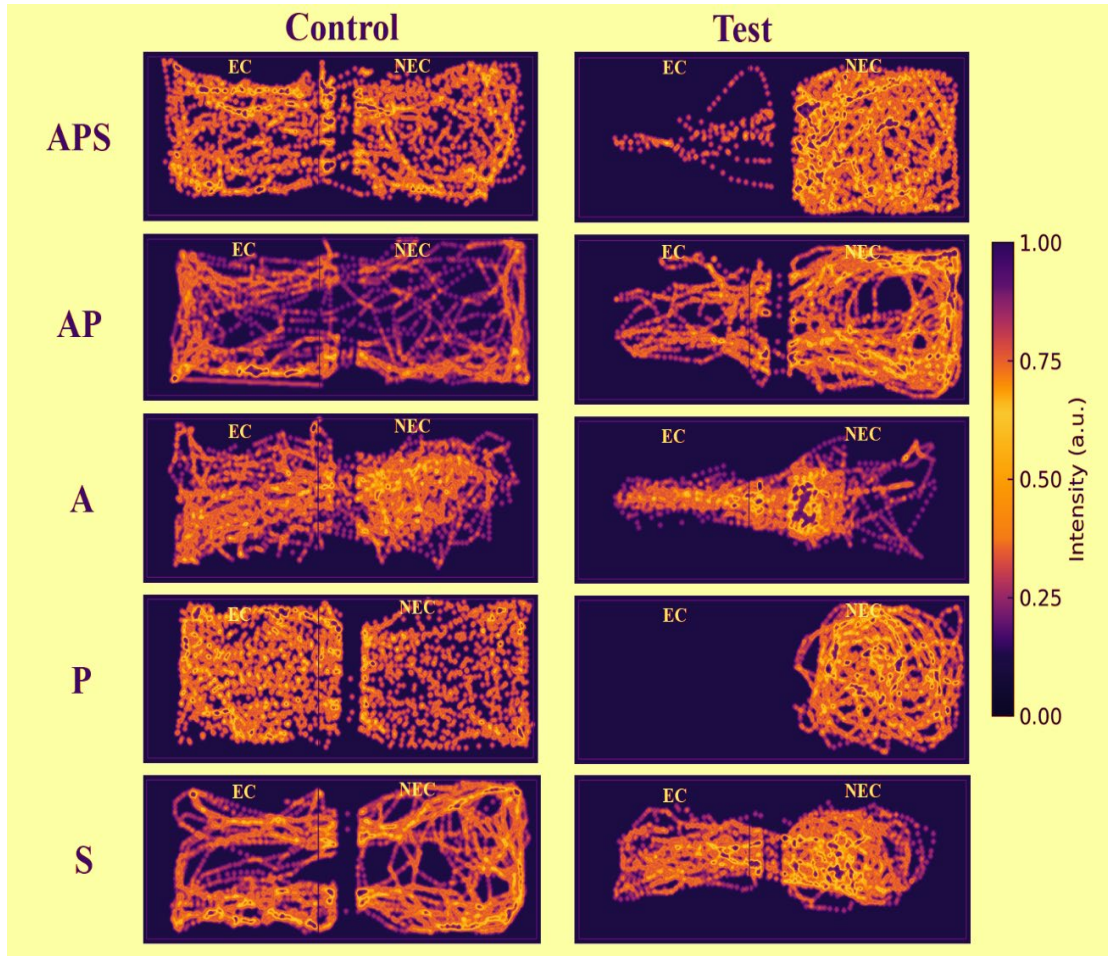 Control Test
APS EC NEC EC NEC
AP EC NEC EC NEC
A EC NEC EC NEC
P EC NEC EC NEC
S EC NEC EC NEC
1.00
0.75
0.50
0.25
0.00
Intensity (a.u.)